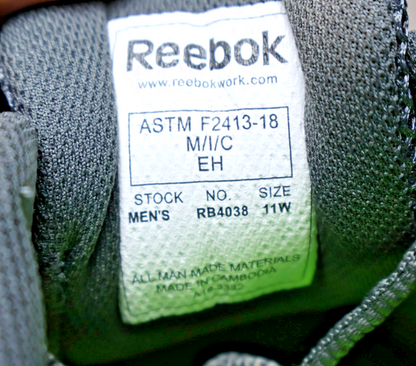 Reebok
www.reebokwork.com
ASTM F2413-18
M/I/C
EH
STOCK NO. SIZE
MEN'S RB4038 11W
ALL MAN MADE MATERIALS
MADE IN CAMBODIA